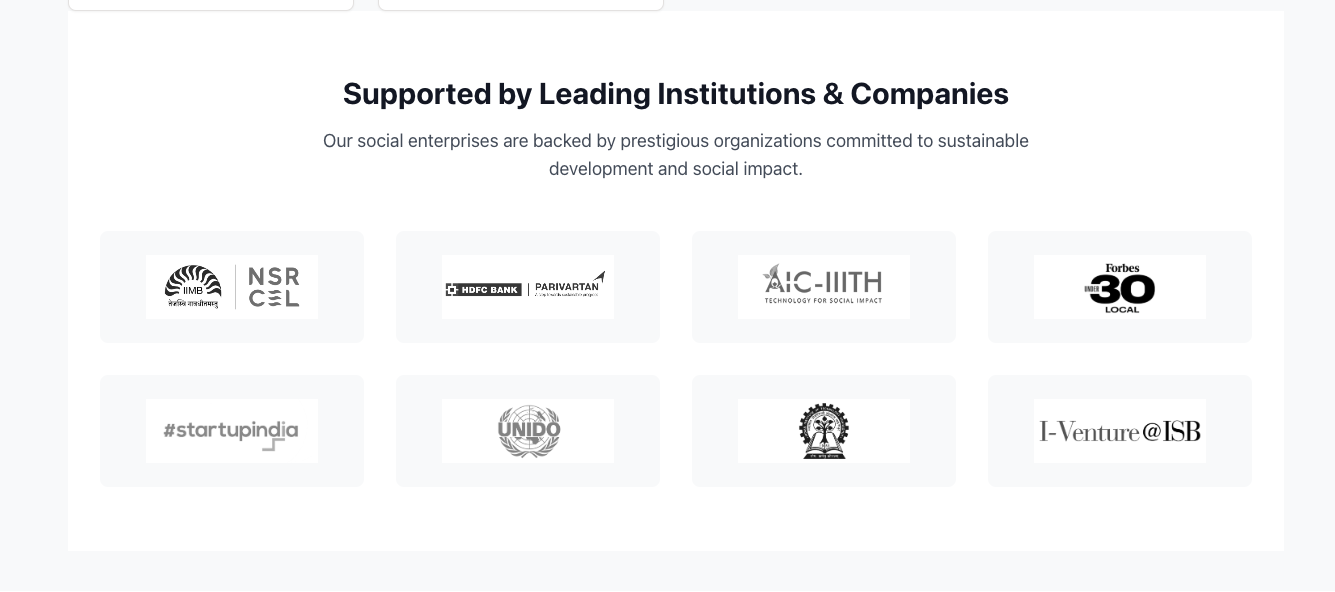 Supported by Leading Institutions & Companies
Our social enterprises are backed by prestigious organizations committed to sustainable
development and social impact.
IIMB
तेजस्वि नावधीतमस्तु
NSR
CEL
HDFC BANK
PARIVARTAN
AIC-IIITH
TECHNOLOGY FOR SOCIAL IMPACT
Forbes
UNDER
30
LOCAL
#startupindia
UNIDO
I-Venture@ISB